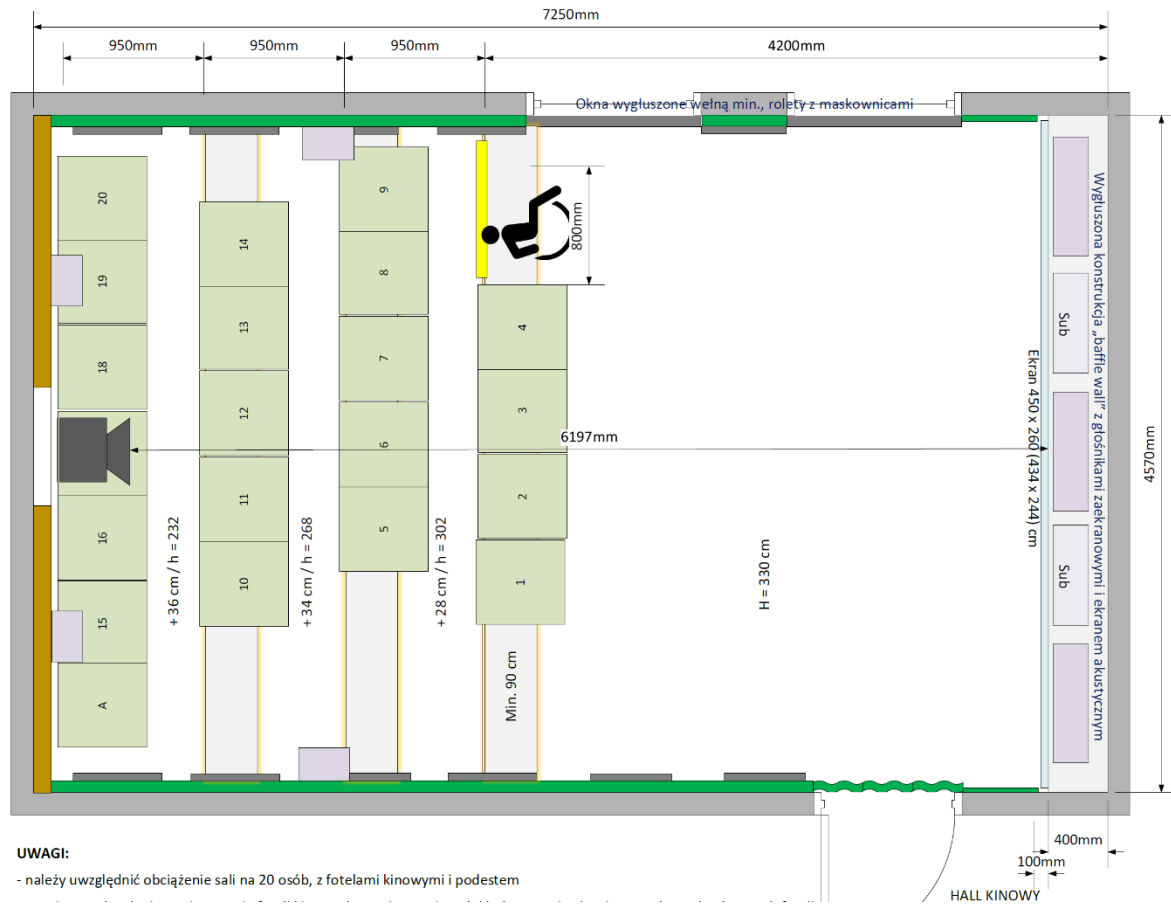 7250mm
950mm
950mm
950mm
4200mm
Okna wygłuszone wełną min., rolety z maskownicami
20
19
18
16
15
A
14
13
12
11
10
9
8
7
6
5
4
3
2
1
800mm
6197mm
+ 36 cm / h = 232
+ 34 cm / h = 268
+ 28 cm / h = 302
Min. 90 cm
H = 330 cm
Ekran 450 x 260 (434 x 244) cm
Sub
Sub
Wygłuszona konstrukcja „baffle wall” z głośnikami zaekranowymi i ekranem akustycznym
4570mm
400mm
100mm
HALL KINOWY
UWAGI:
- należy uwzględnić obciążenie sali na 20 osób, z fotelami kinowymi i podestem